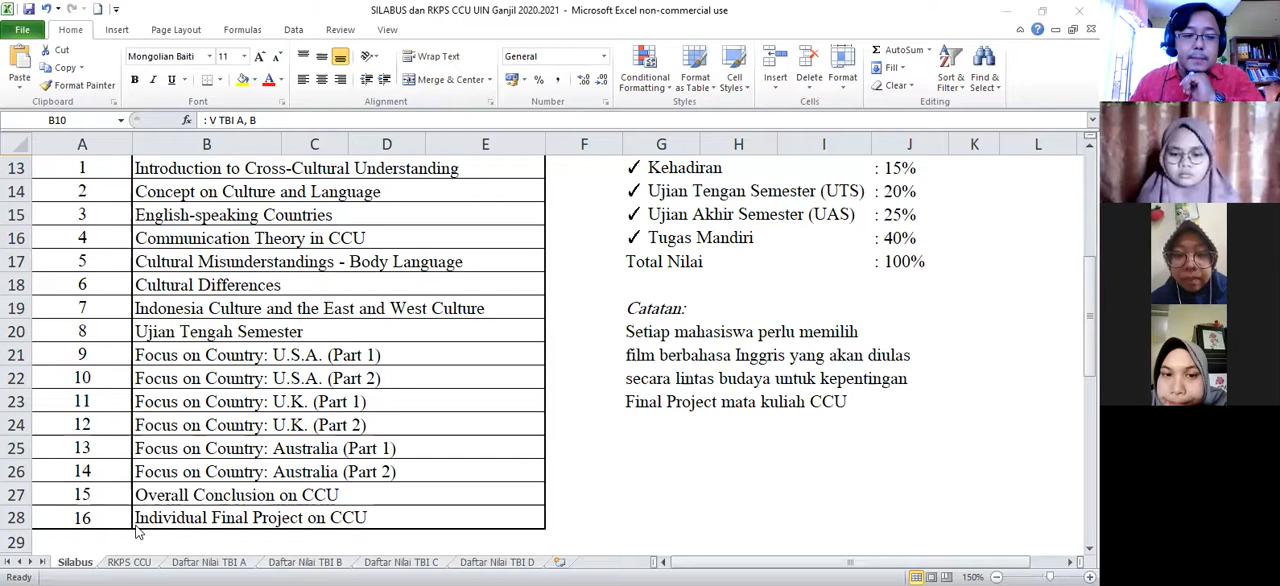 SILABUS dan RKPS CCU UIN Ganjil 2020.2021 - Microsoft Excel non-commercial use
File Home Insert Page Layout Formulas Data Review View
Paste
Cut
Copy
Format Painter
Clipboard
Mongolian Baiti 11
B I U
Font
Wrap Text
Merge & Center
Alignment
General
%
Number
Conditional Formatting
Format as Table
Cell Styles
Styles
Insert Delete Format
Cells
AutoSum
Fill
Clear
Sort & Filter
Find & Select
Editing
B10 fx : V TBI A, B
A B C D E F G H I J K L
13 1 Introduction to Cross-Cultural Understanding ✓ Kehadiran : 15%
14 2 Concept on Culture and Language ✓ Ujian Tengan Semester (UTS) : 20%
15 3 English-speaking Countries ✓ Ujian Akhir Semester (UAS) : 25%
16 4 Communication Theory in CCU ✓ Tugas Mandiri : 40%
17 5 Cultural Misunderstandings - Body Language Total Nilai : 100%
18 6 Cultural Differences
19 7 Indonesia Culture and the East and West Culture Catatan:
20 8 Ujian Tengah Semester Setiap mahasiswa perlu memilih
21 9 Focus on Country: U.S.A. (Part 1) film berbahasa Inggris yang akan diulas
22 10 Focus on Country: U.S.A. (Part 2) secara lintas budaya untuk kepentingan
23 11 Focus on Country: U.K. (Part 1) Final Project mata kuliah CCU
24 12 Focus on Country: U.K. (Part 2)
25 13 Focus on Country: Australia (Part 1)
26 14 Focus on Country: Australia (Part 2)
27 15 Overall Conclusion on CCU
28 16 Individual Final Project on CCU
29
Silabus RKPS CCU Daftar Nilai TBI A Daftar Nilai TBI B Daftar Nilai TBI C Daftar Nilai TBI D
Ready 150%